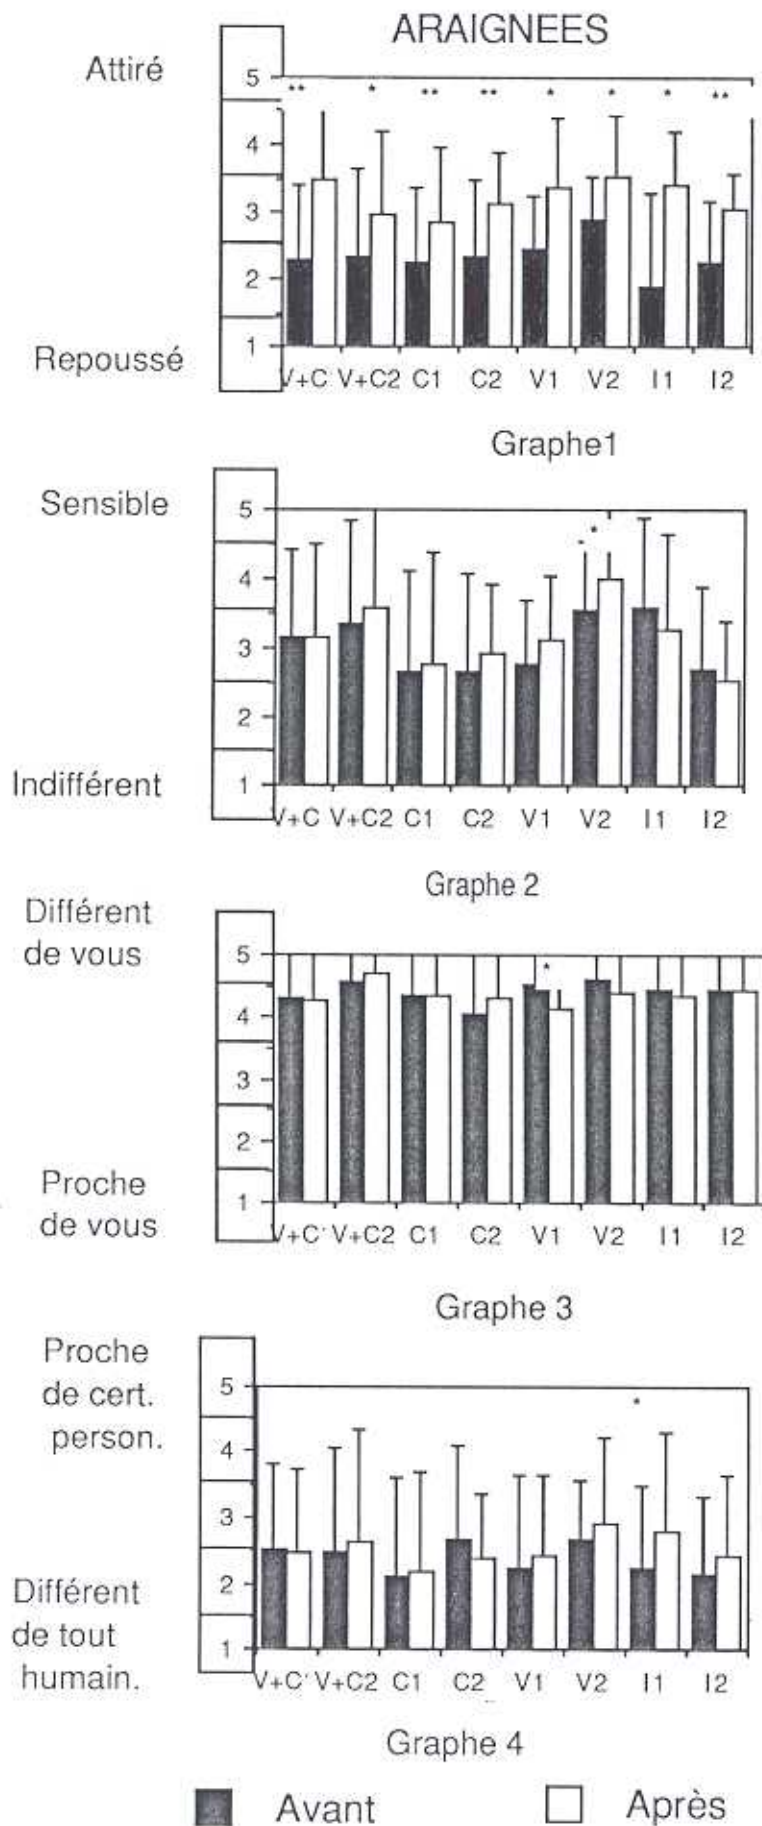 ARAIGNEES
Attiré
5
** * ** ** * * * **
4
3
2
Repoussé
1
V+C V+C2 C1 C2 V1 V2 I1 I2
Graphe1
Sensible
5
*
4
3
2
Indifférent
1
V+C V+C2 C1 C2 V1 V2 I1 I2
Graphe 2
Différent
de vous
5
*
4
3
2
Proche
de vous
1
V+C V+C2 C1 C2 V1 V2 I1 I2
Graphe 3
Proche
de cert.
person.
5
*
4
3
2
Différent
de tout
humain.
1
V+C V+C2 C1 C2 V1 V2 I1 I2
Graphe 4
Avant Après